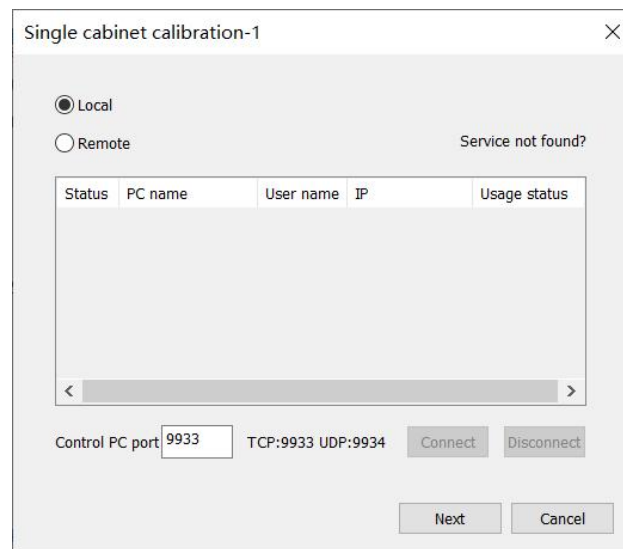 Single cabinet calibration-1
Local
Remote
Service not found?
Status PC name User name IP Usage status
Control PC port 9933 TCP:9933 UDP:9934 Connect Disconnect
Next Cancel